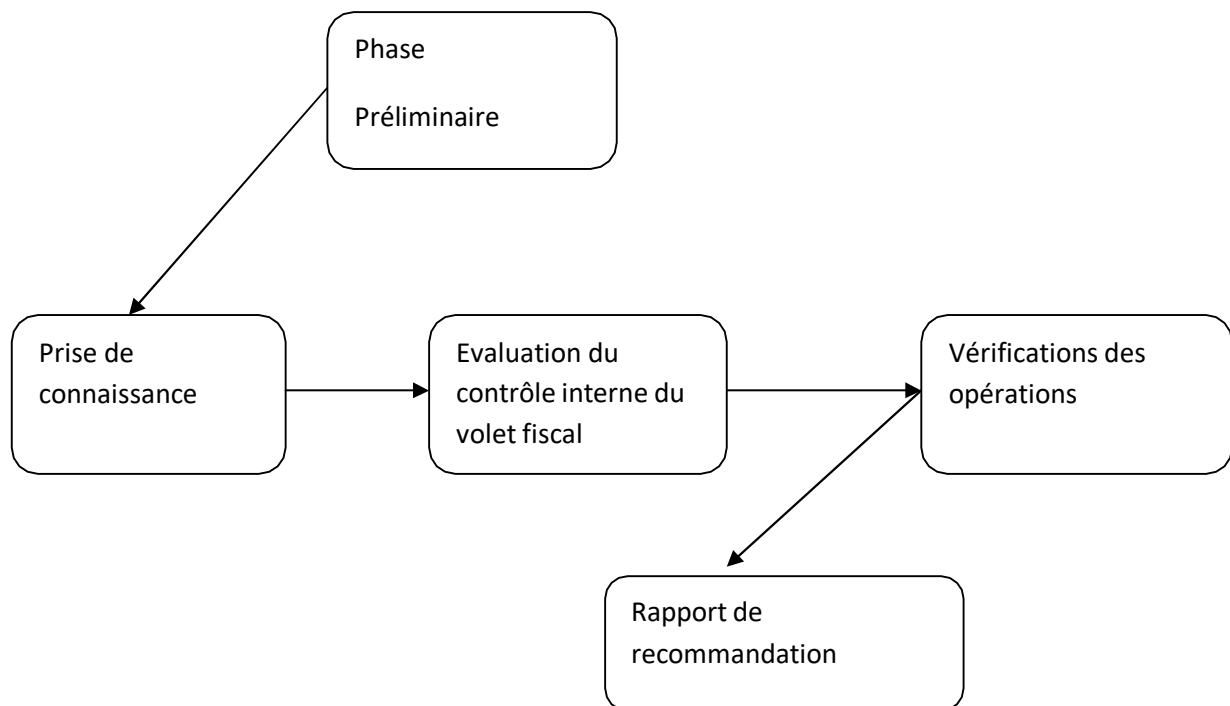 Phase
Préliminaire
Prise de
connaissance
Evaluation du
contrôle interne du
volet fiscal
Vérifications des
opérations
Rapport de
recommandation